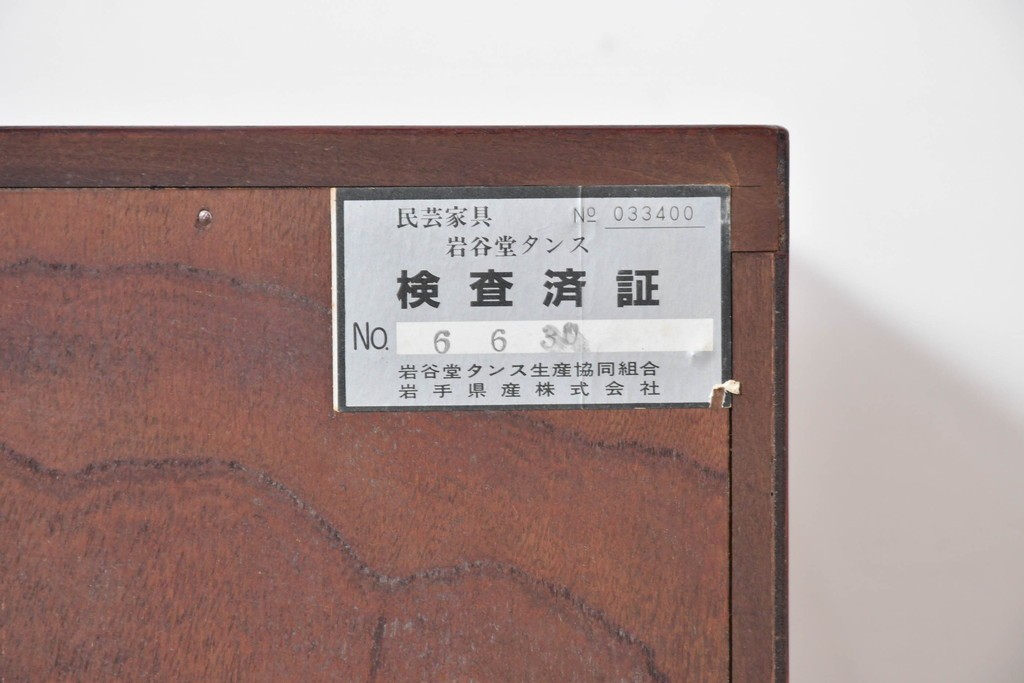 民芸家具 № 033400
岩谷堂タンス
検査済証
No. 6 6 30
岩谷堂タンス生産協同組合
岩手県産株式会社